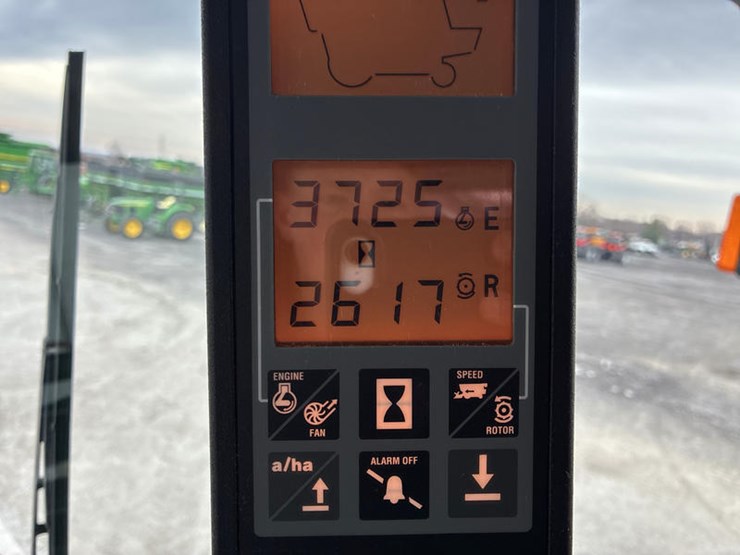 3725 E
2617 R
ENGINE
FAN
SPEED
ROTOR
a/ha
ALARM OFF